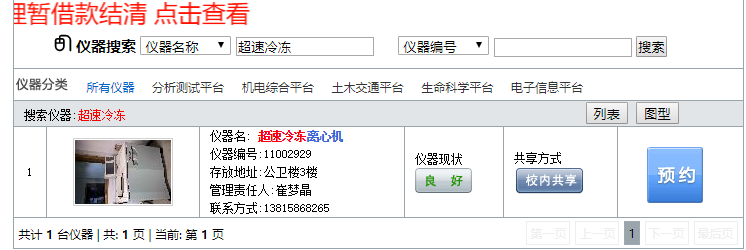 理暂借款结清 点击查看
仪器搜索 仪器名称 超速冷冻 仪器编号 搜索
仪器分类 所有仪器 分析测试平台 机电综合平台 土木交通平台 生命科学平台 电子信息平台
搜索仪器:超速冷冻 列表 图型
1
仪器名: 超速冷冻离心机
仪器编号:11002929
存放地址:公卫楼3楼
管理责任人:崔梦晶
联系方式:13815868265
仪器现状
良 好
共享方式
校内共享
预约
共计 1 台仪器 | 共: 1 页 | 当前: 第 1 页 第一页 上一页 1 下一页 最后页